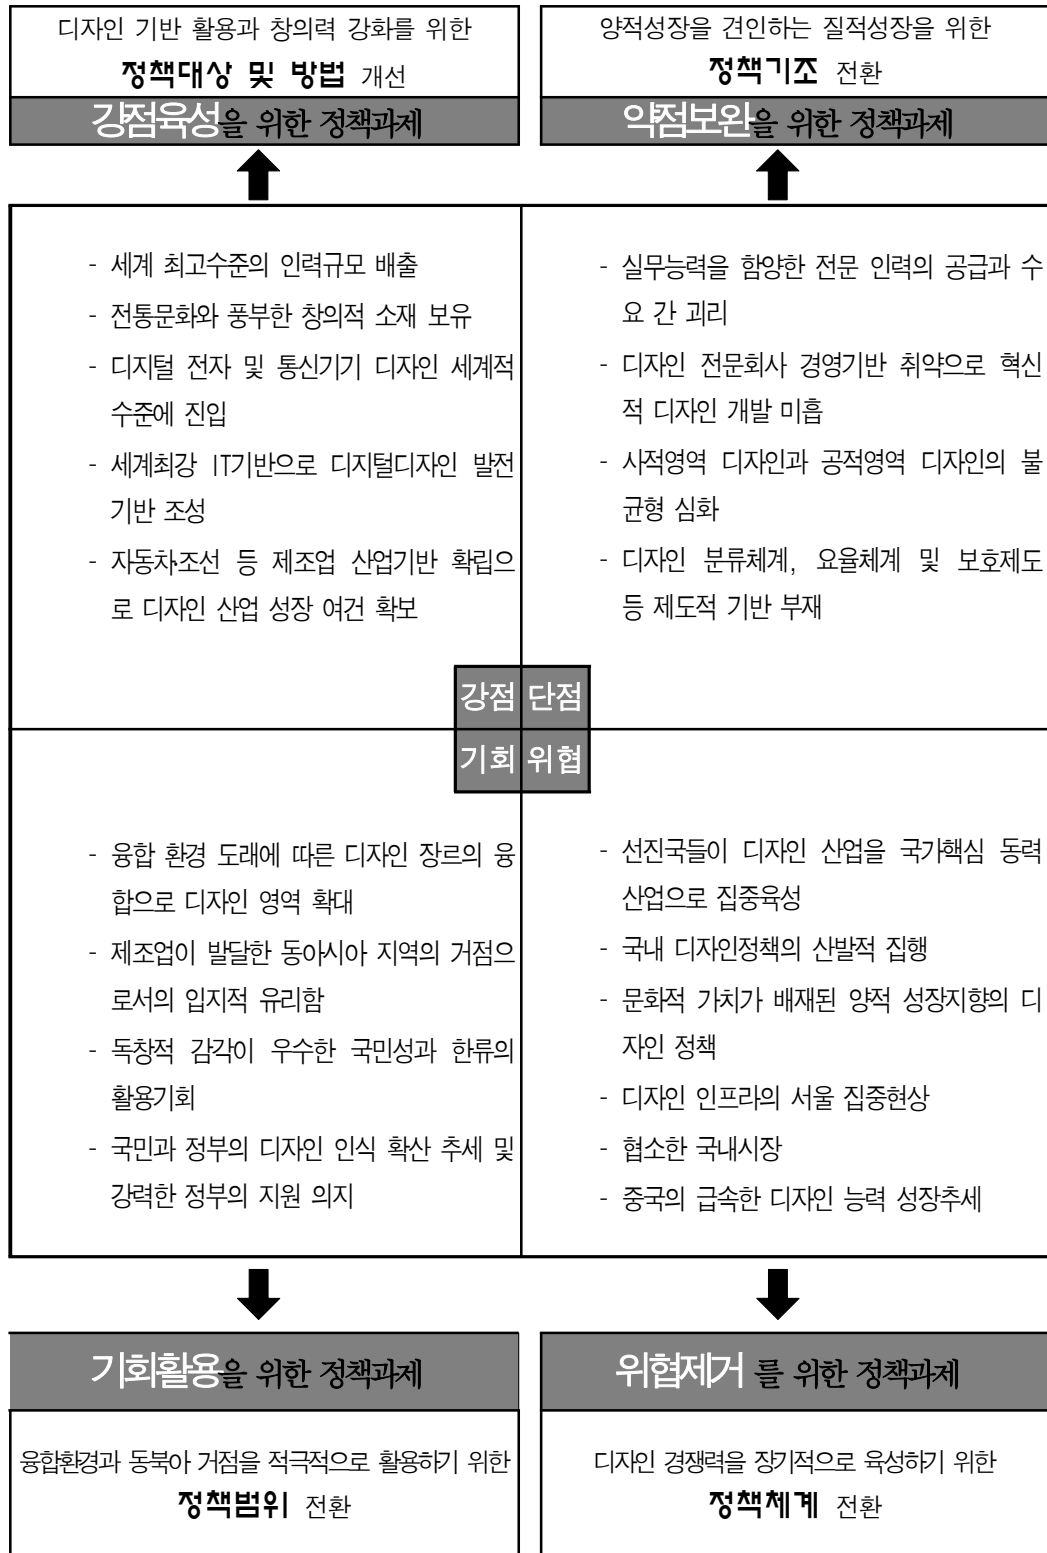 디자인 기반 활용과 창의력 강화를 위한
정책대상 및 방법 개선
강점육성을 위한 정책과제
양적성장을 견인하는 질적성장을 위한
정책기조 전환
약점보완을 위한 정책과제
- 세계 최고수준의 인력규모 배출
- 전통문화와 풍부한 창의적 소재 보유
- 디지털 전자 및 통신기기 디자인 세계적
수준에 진입
- 세계최강 IT기반으로 디지털디자인 발전
기반 조성
- 자동차·조선 등 제조업 산업기반 확립으
로 디자인 산업 성장 여건 확보
- 실무능력을 함양한 전문 인력의 공급과 수
요 간 괴리
- 디자인 전문회사 경영기반 취약으로 혁신
적 디자인 개발 미흡
- 사적영역 디자인과 공적영역 디자인의 불
균형 심화
- 디자인 분류체계, 요율체계 및 보호제도
등 제도적 기반 부재
강점 단점
기회 위협
- 융합 환경 도래에 따른 디자인 장르의 융
합으로 디자인 영역 확대
- 제조업이 발달한 동아시아 지역의 거점으
로서의 입지적 유리함
- 독창적 감각이 우수한 국민성과 한류의
활용기회
- 국민과 정부의 디자인 인식 확산 추세 및
강력한 정부의 지원 의지
- 선진국들이 디자인 산업을 국가핵심 동력
산업으로 집중육성
- 국내 디자인정책의 산발적 집행
- 문화적 가치가 배재된 양적 성장지향의 디
자인 정책
- 디자인 인프라의 서울 집중현상
- 협소한 국내시장
- 중국의 급속한 디자인 능력 성장추세
기회활용을 위한 정책과제
융합환경과 동북아 거점을 적극적으로 활용하기 위한
정책범위 전환
위협제거 를 위한 정책과제
디자인 경쟁력을 장기적으로 육성하기 위한
정책체계 전환